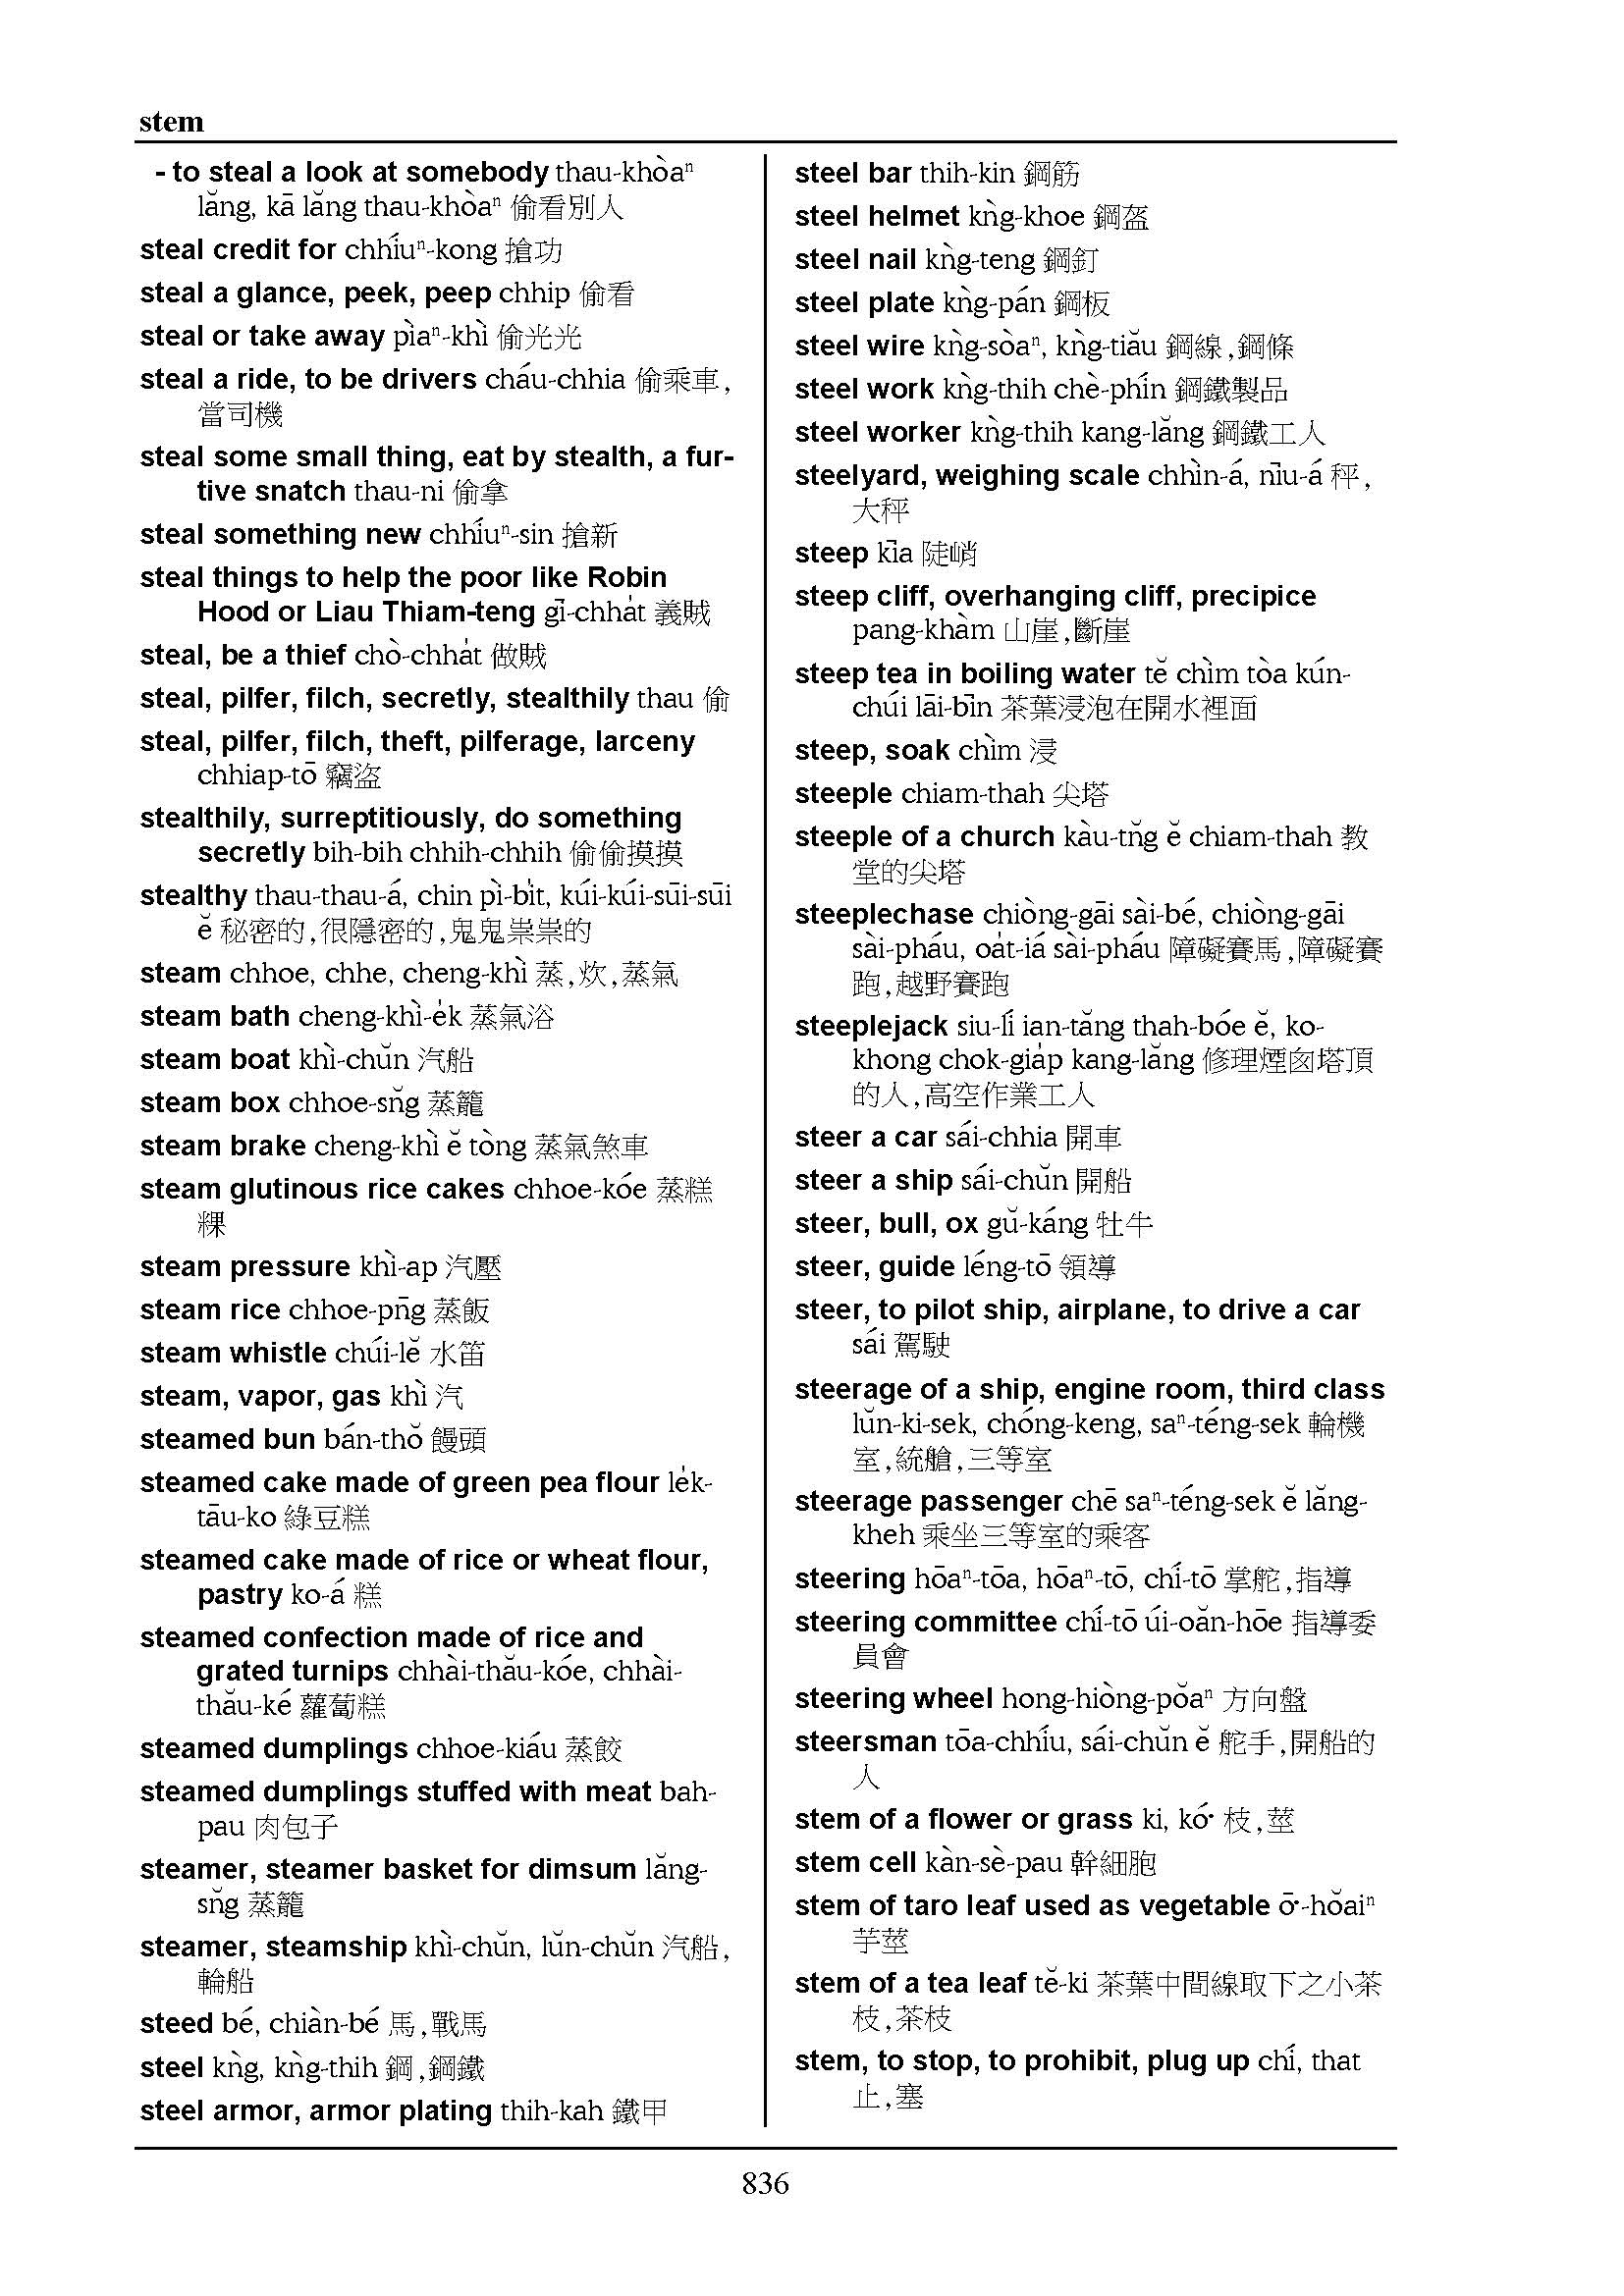 stem
- to steal a look at somebody thau-khòaⁿ
lăng, kā lăng thau-khòaⁿ 偷看別人
steal credit for chhíuⁿ-kong 搶功
steal a glance, peek, peep chhip 偷看
steal or take away pìaⁿ-khì 偷光光
steal a ride, to be drivers cháu-chhia 偷乘車,
當司機
steal some small thing, eat by stealth, a fur-
tive snatch thau-ni 偷拿
steal something new chhíuⁿ-sin 搶新
steal things to help the poor like Robin
Hood or Liau Thiam-teng gī-chha̍t 義賊
steal, be a thief chò-chha̍t 做賊
steal, pilfer, filch, secretly, stealthily thau 偷
steal, pilfer, filch, theft, pilferage, larceny
chhiap-tō 竊盜
stealthily, surreptitiously, do something
secretly bih-bih chhih-chhih 偷偷摸摸
stealthy thau-thau-á, chin pì-bi̍t, kúi-kúi-sūi-sūi
ĕ 秘密的,很隱密的,鬼鬼祟祟的
steam chhoe, chhe, cheng-khì 蒸,炊,蒸氣
steam bath cheng-khì-e̍k 蒸氣浴
steam boat khì-chŭn 汽船
steam box chhoe-sn̆g 蒸籠
steam brake cheng-khì ĕ tòng 蒸氣煞車
steam glutinous rice cakes chhoe-kóe 蒸糕
粿
steam pressure khì-ap 汽壓
steam rice chhoe-pn̄g 蒸飯
steam whistle chúi-lĕ 水笛
steam, vapor, gas khì 汽
steamed bun bán-thŏ 饅頭
steamed cake made of green pea flour le̍k-
tāu-ko 綠豆糕
steamed cake made of rice or wheat flour,
pastry ko-á 糕
steamed confection made of rice and
grated turnips chhài-thău-kóe, chhài-
thău-ké 蘿蔔糕
steamed dumplings chhoe-kiáu 蒸餃
steamed dumplings stuffed with meat bah-
pau 肉包子
steamer, steamer basket for dimsum lăng-
sn̆g 蒸籠
steamer, steamship khì-chŭn, lŭn-chŭn 汽船,
輪船
steed bé, chiàn-bé 馬,戰馬
steel kǹg, kǹg-thih 鋼,鋼鐵
steel armor, armor plating thih-kah 鐵甲
steel bar thih-kin 鋼筋
steel helmet kǹg-khoe 鋼盔
steel nail kǹg-teng 鋼釘
steel plate kǹg-pán 鋼板
steel wire kǹg-sòaⁿ, kǹg-tiău 鋼線,鋼條
steel work kǹg-thih chè-phín 鋼鐵製品
steel worker kǹg-thih kang-lăng 鋼鐵工人
steelyard, weighing scale chhìn-á, nīu-á 秤,
大秤
steep kīa 陡峭
steep cliff, overhanging cliff, precipice
pang-khàm 山崖,斷崖
steep tea in boiling water tĕ chìm tòa kún-
chúi lāi-bīn 茶葉浸泡在開水裡面
steep, soak chìm 浸
steeple chiam-thah 尖塔
steeple of a church kàu-tn̆g ĕ chiam-thah 教
堂的尖塔
steeplechase chiòng-gāi sài-bé, chiòng-gāi
sài-pháu, oa̍t-iá sài-pháu 障礙賽馬,障礙賽
跑,越野賽跑
steeplejack siu-lí ian-tăng thah-bóe ĕ, ko-
khong chok-gia̍p kang-lăng 修理煙囪塔頂
的人,高空作業工人
steer a car sái-chhia 開車
steer a ship sái-chŭn 開船
steer, bull, ox gŭ-káng 牡牛
steer, guide léng-tō 領導
steer, to pilot ship, airplane, to drive a car
sái 駕駛
steerage of a ship, engine room, third class
lŭn-ki-sek, chóng-keng, saⁿ-téng-sek 輪機
室,統艙,三等室
steerage passenger chē saⁿ-téng-sek ĕ lăng-
kheh 乘坐三等室的乘客
steering hōaⁿ-tōa, hōaⁿ-tō, chí-tō 掌舵,指導
steering committee chí-tō úi-oăn-hōe 指導委
員會
steering wheel hong-hiòng-pŏaⁿ 方向盤
steersman tōa-chhíu, sái-chŭn ĕ 舵手,開船的
人
stem of a flower or grass ki, kó͘ 枝,莖
stem cell kàn-sè-pau 幹細胞
stem of taro leaf used as vegetable ō͘-hŏaiⁿ
芋莖
stem of a tea leaf tĕ-ki 茶葉中間線取下之小茶
枝,茶枝
stem, to stop, to prohibit, plug up chí, that
止,塞
836